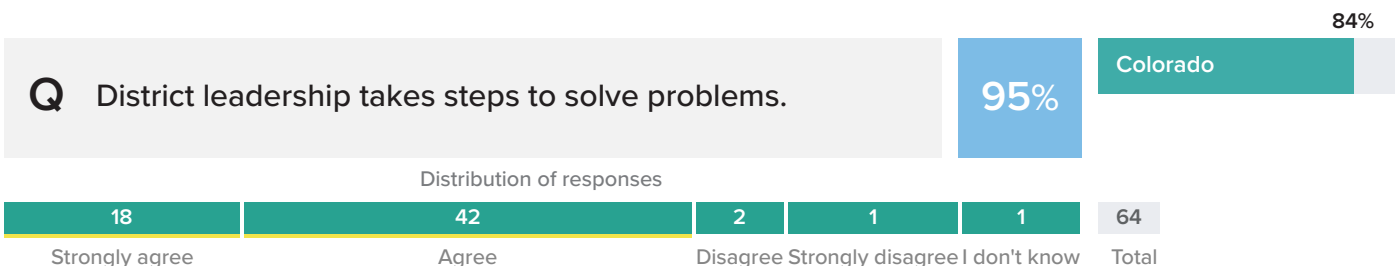 84%
Q District leadership takes steps to solve problems.
95%
Colorado
Distribution of responses
18 42 2 1 1 64
Strongly agree Agree Disagree Strongly disagree I don't know Total